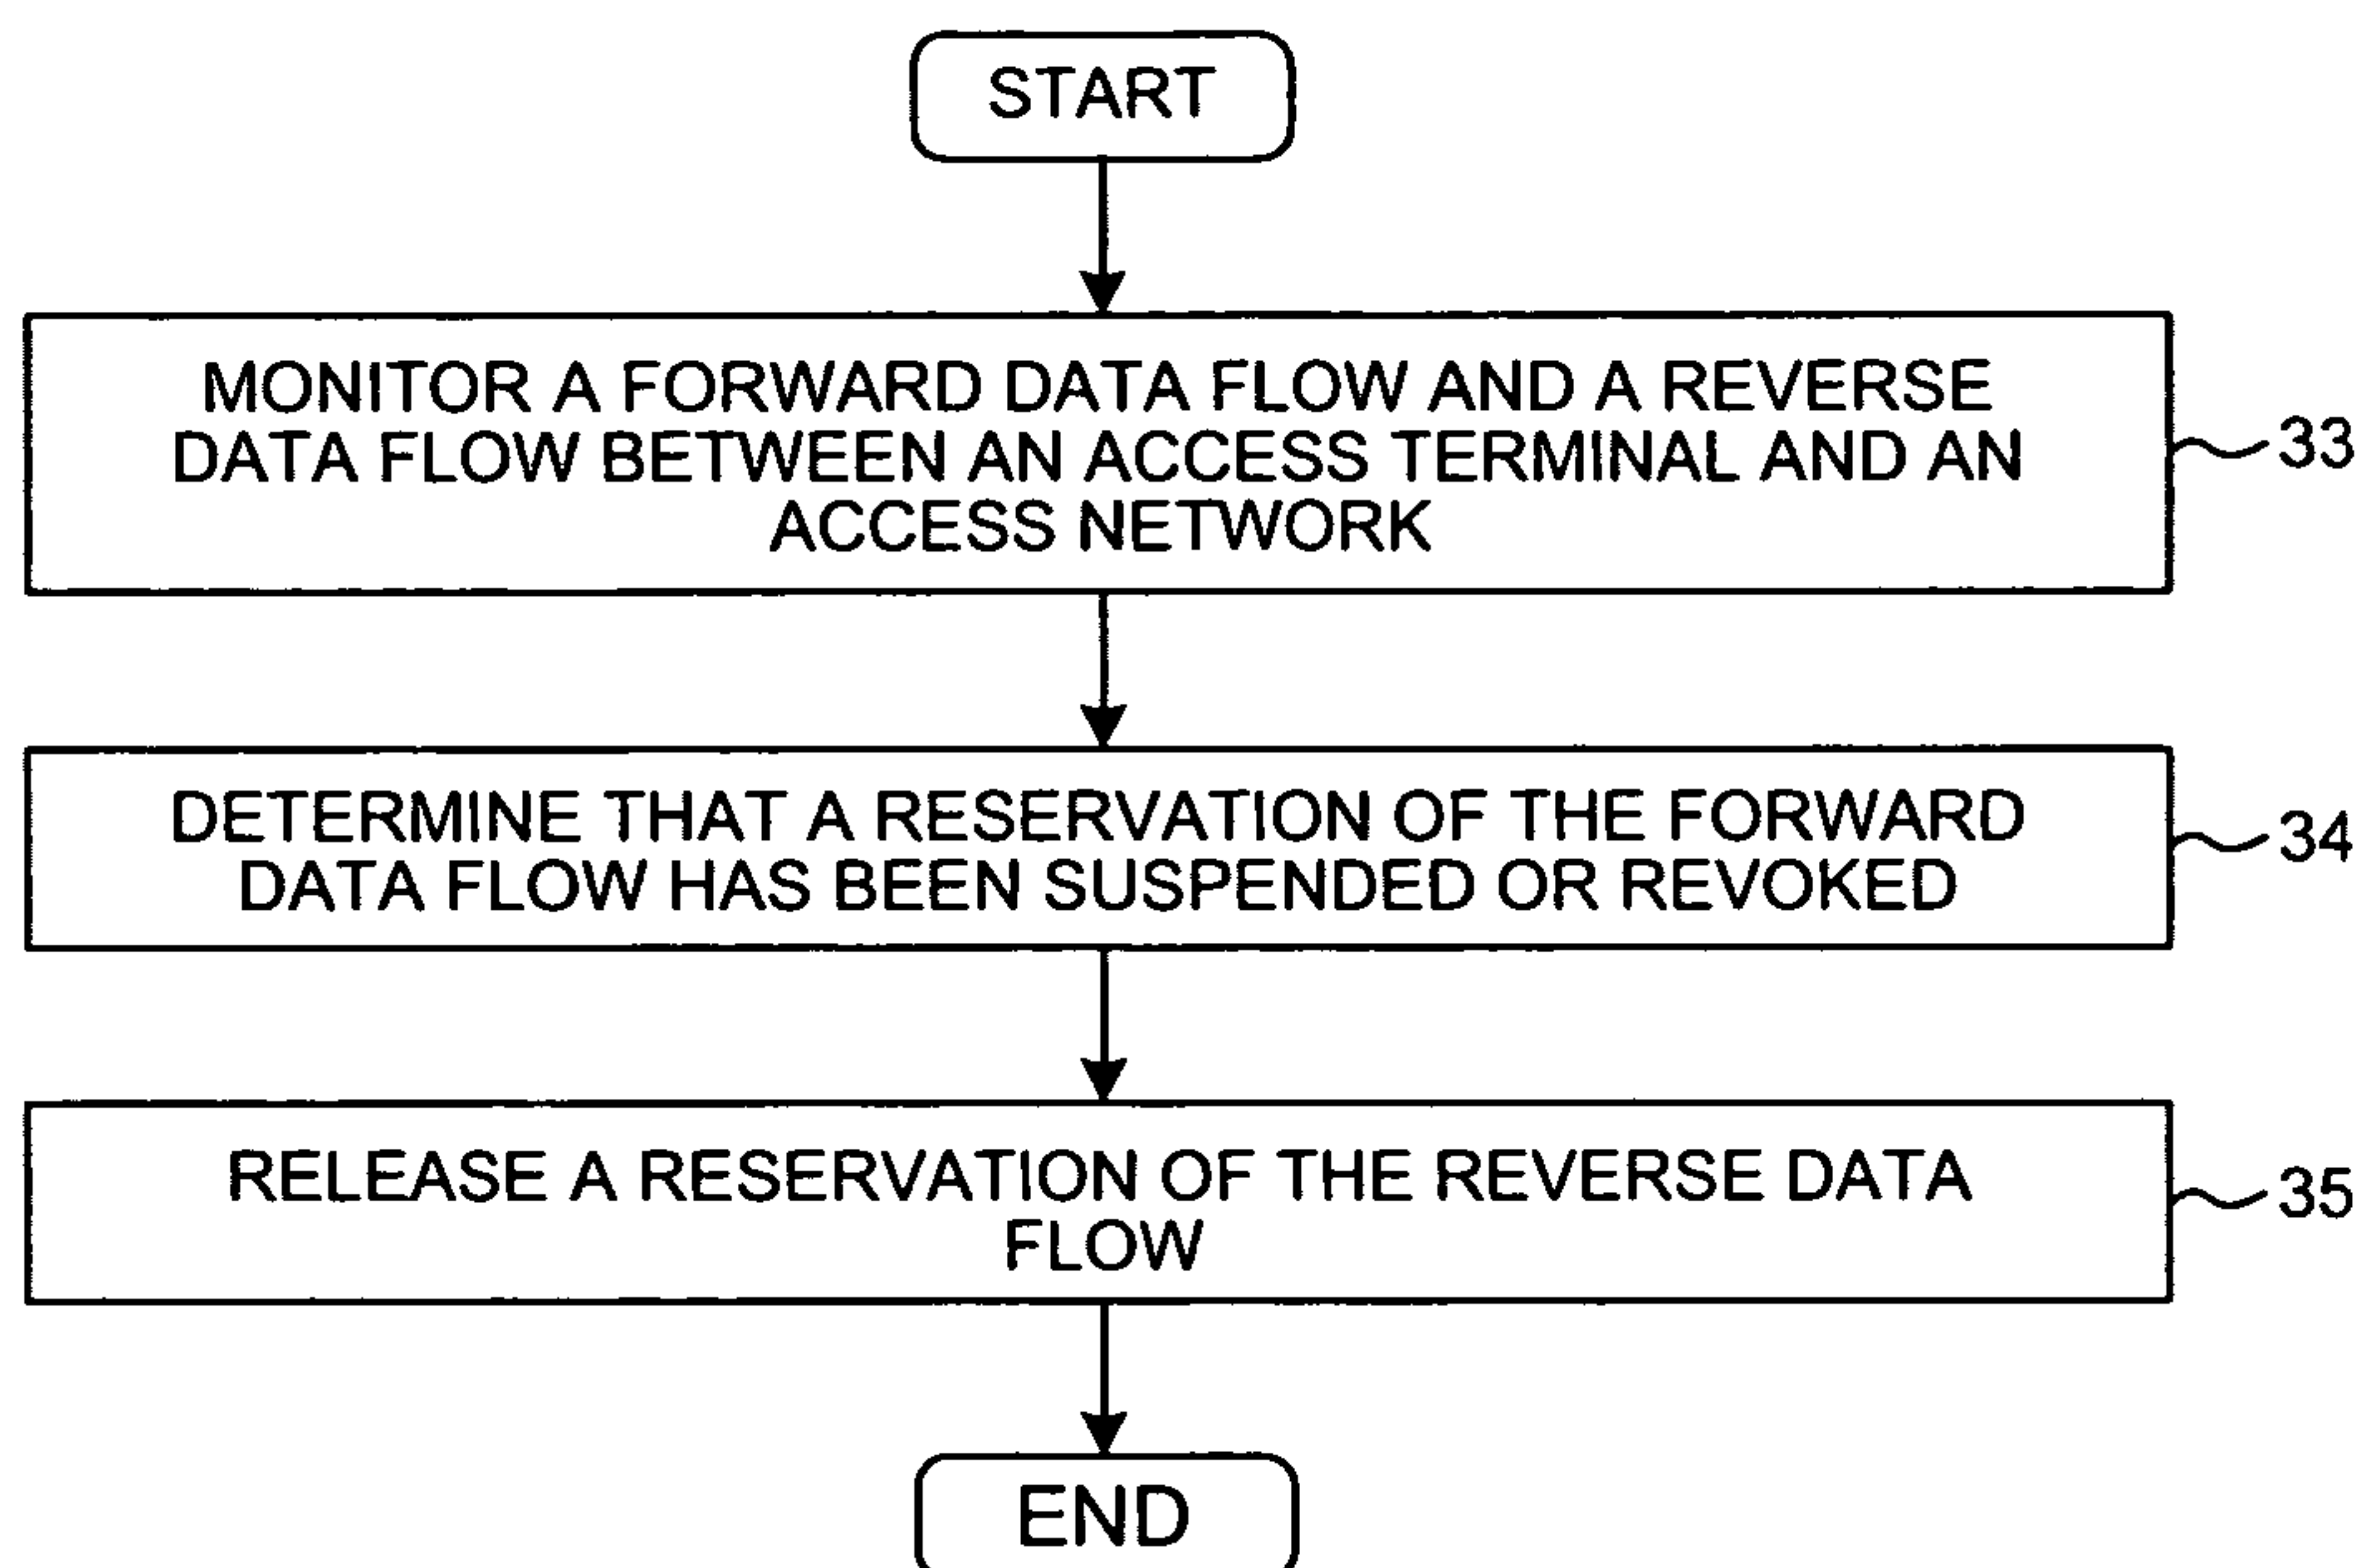 START
MONITOR A FORWARD DATA FLOW AND A REVERSE
DATA FLOW BETWEEN AN ACCESS TERMINAL AND AN
ACCESS NETWORK
33
DETERMINE THAT A RESERVATION OF THE FORWARD
DATA FLOW HAS BEEN SUSPENDED OR REVOKED
34
RELEASE A RESERVATION OF THE REVERSE DATA
FLOW
35
END